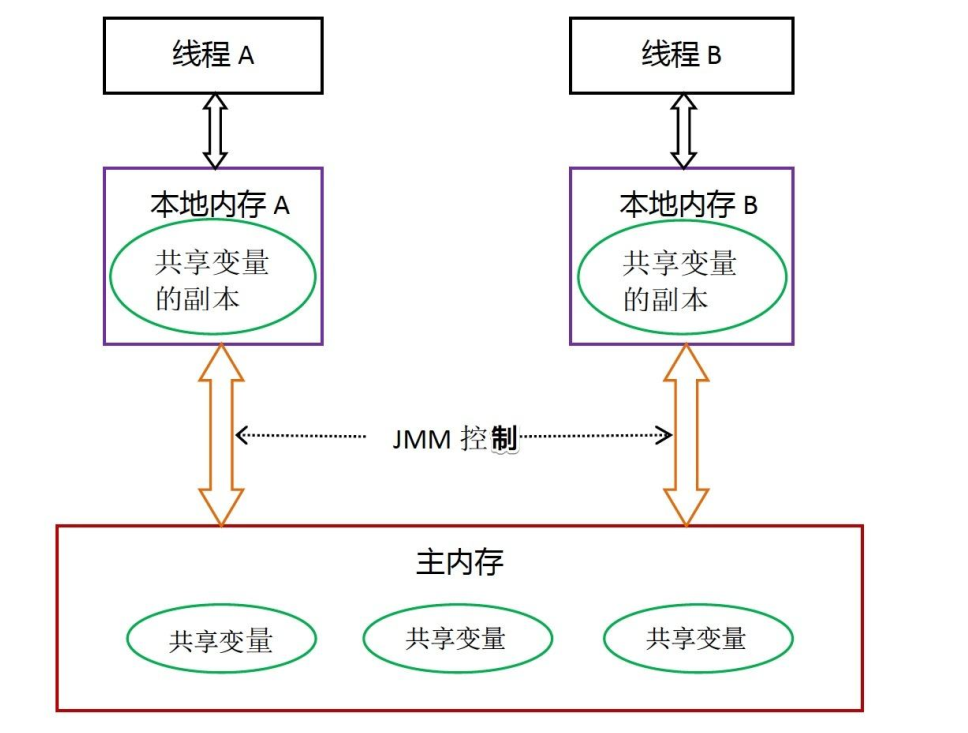 线程 A
线程 B
本地内存 A
本地内存 B
共享变量
的副本
共享变量
的副本
JMM 控制
主内存
共享变量
共享变量
共享变量